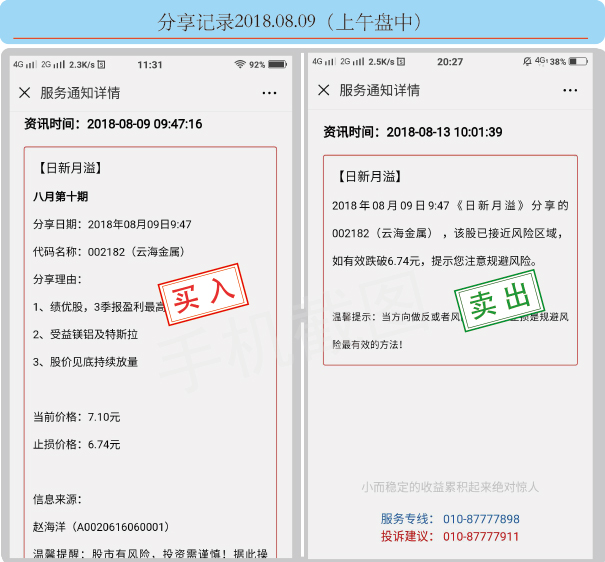 分享记录2018.08.09（上午盘中）
4G 2G 2.3K/s 11:31 92%
服务通知详情
资讯时间：2018-08-09 09:47:16
【日新月溢】
八月第十期
分享日期：2018年08月09日9:47
代码名称：002182（云海金属）
分享理由：
1、绩优股，3季报盈利最高
买入
2、受益镁铝及特斯拉
3、股价见底持续放量
当前价格：7.10元
止损价格：6.74元
信息来源：
赵海洋（A0020616060001）
温馨提醒：股市有风险，投资需谨慎！据此操
4G 2G 2.5K/s 20:27 4G 38%
服务通知详情
资讯时间：2018-08-13 10:01:39
【日新月溢】
2018年08月09日9:47《日新月溢》分享的
002182（云海金属），该股已接近风险区域，
如有效跌破6.74元，提示您注意规避风险。
卖出
温馨提示：当方向做反或者风 损是规避风
险最有效的方法！
小而稳定的收益累积起来绝对惊人
服务专线： 010-87777898
投诉建议： 010-87777911
手机截图